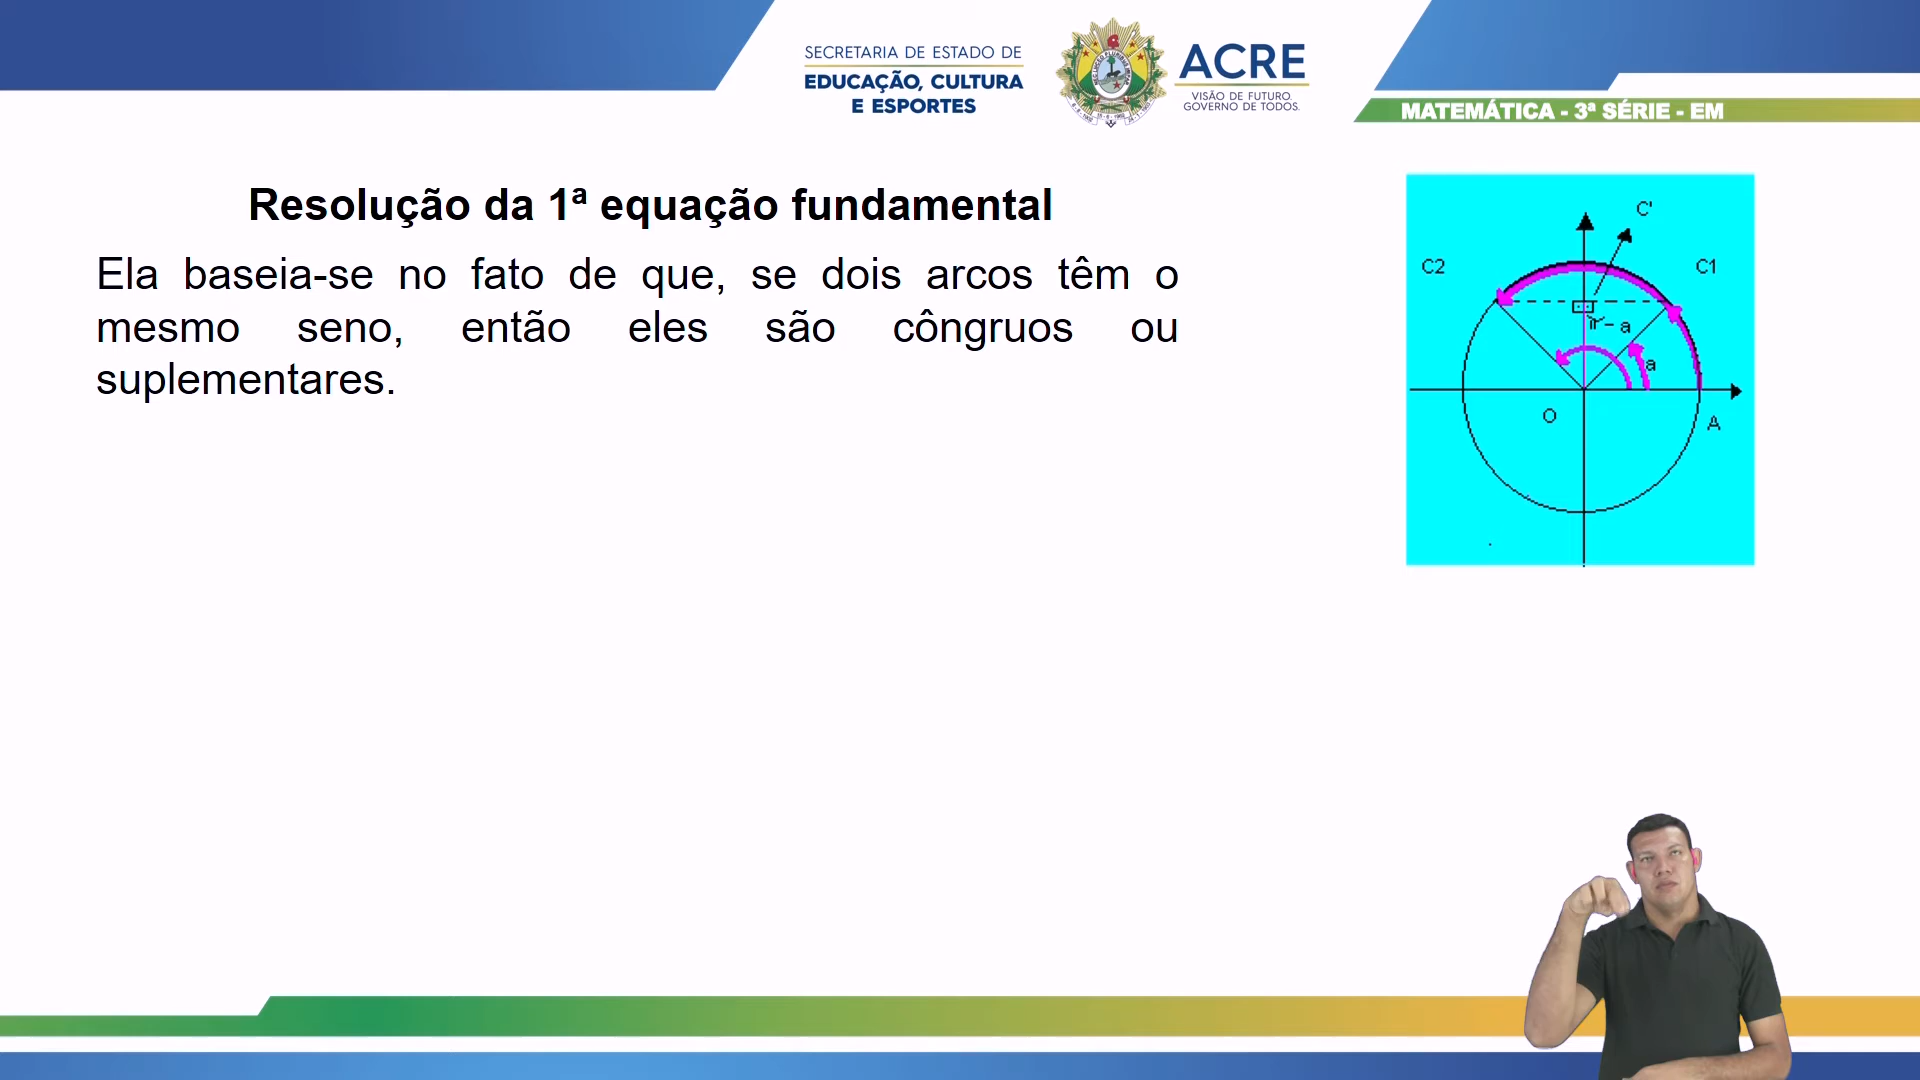 SECRETARIA DE ESTADO DE
EDUCAÇÃO, CULTURA
E ESPORTES
ACRE
VISÃO DE FUTURO.
GOVERNO DE TODOS.
MATEMÁTICA - 3ª SÉRIE - EM
Resolução da 1ª equação fundamental
Ela baseia-se no fato de que, se dois arcos têm o
mesmo seno, então eles são côngruos ou
suplementares.
C'
C2
C1
π - a
a
O
A